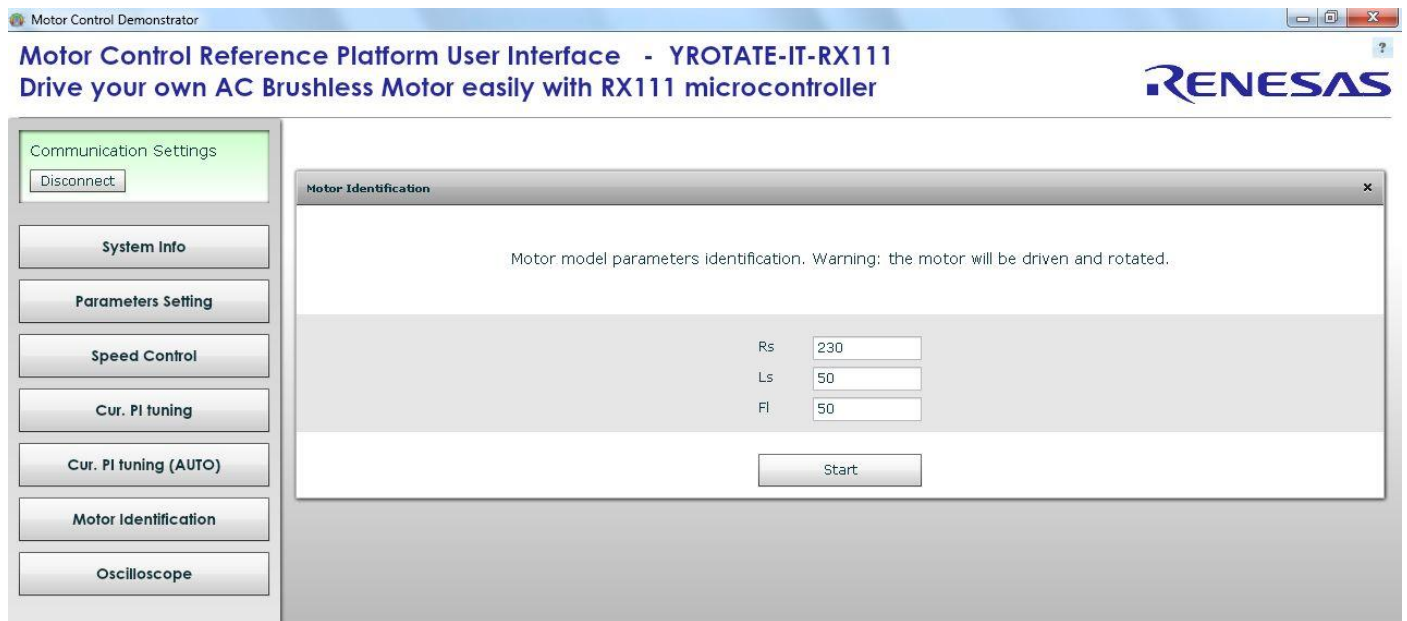 Motor Control Demonstrator
Motor Control Reference Platform User Interface - YROTATE-IT-RX111
Drive your own AC Brushless Motor easily with RX111 microcontroller
?
RENESAS
Communication Settings
Disconnect
System Info
Parameters Setting
Speed Control
Cur. PI tuning
Cur. PI tuning (AUTO)
Motor Identification
Oscilloscope
Motor Identification
x
Motor model parameters identification. Warning: the motor will be driven and rotated.
Rs 230
Ls 50
Fl 50
Start